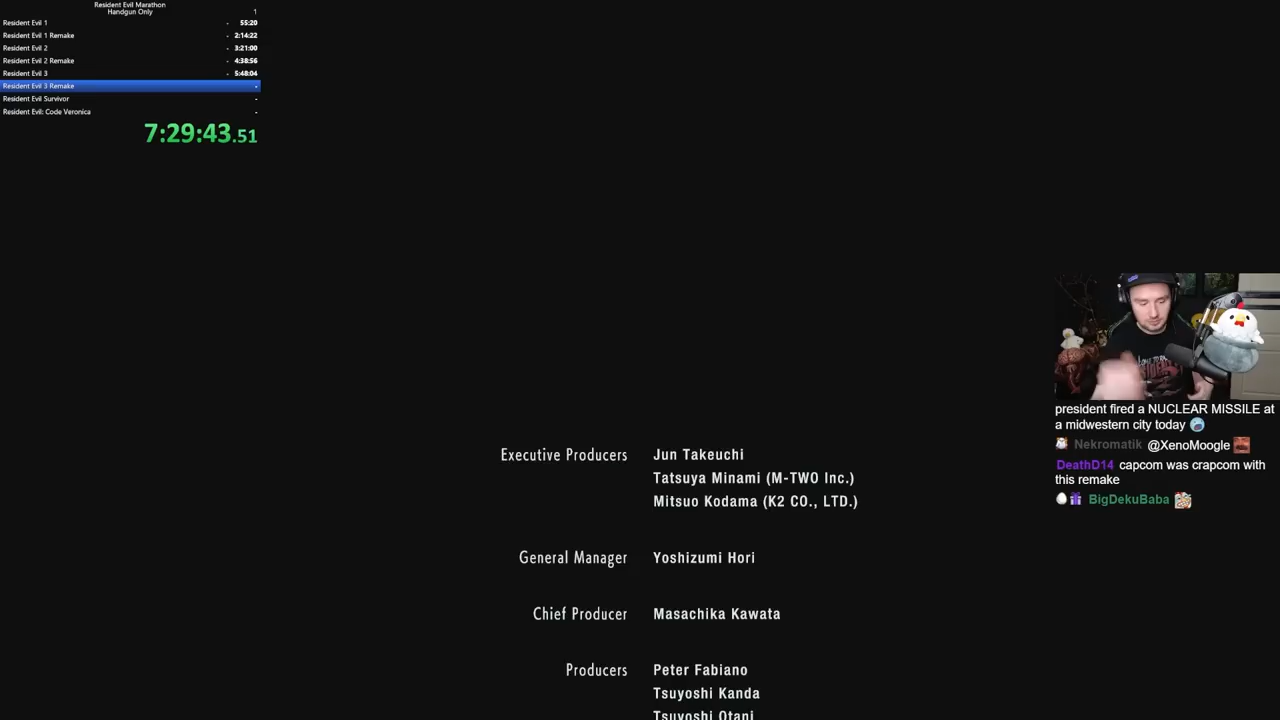 Resident Evil Marathon
Handgun Only
1
Resident Evil 1 - 55:20
Resident Evil 1 Remake - 2:14:22
Resident Evil 2 - 3:21:00
Resident Evil 2 Remake - 4:38:56
Resident Evil 3 - 5:48:04
Resident Evil 3 Remake -
Resident Evil Survivor -
Resident Evil: Code Veronica -
7:29:43.51
president fired a NUCLEAR MISSILE at
a midwestern city today
Nekromatik @XenoMoogle
DeathD14 capcom was crapcom with
this remake
BigDekuBaba
Executive Producers Jun Takeuchi
Tatsuya Minami (M-TWO Inc.)
Mitsuo Kodama (K2 CO., LTD.)
General Manager Yoshizumi Hori
Chief Producer Masachika Kawata
Producers Peter Fabiano
Tsuyoshi Kanda
Tsuyoshi Otani